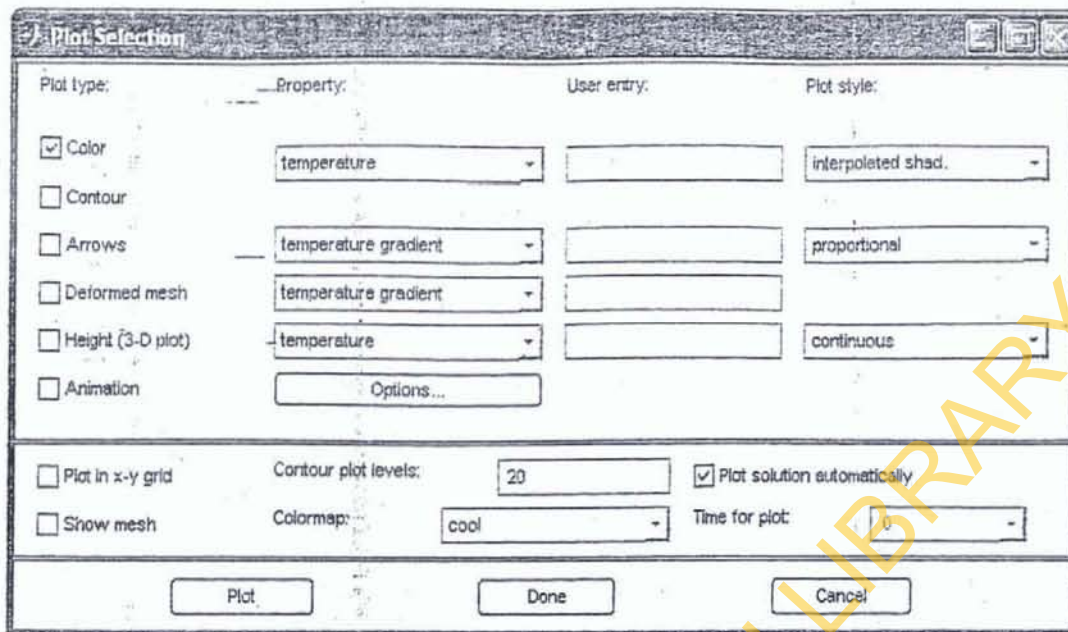 Plot Selection
Plot type: Property: User entry: Plot style:
Color temperature interpolated shad.
Contour
Arrows temperature gradient proportional
Deformed mesh temperature gradient
Height (3-D plot) temperature continuous
Animation Options...
Plot in x-y grid Contour plot levels: 20 Plot solution automatically
Show mesh Colormap: cool Time for plot: 0
Plot Done Cancel
LIBRARY